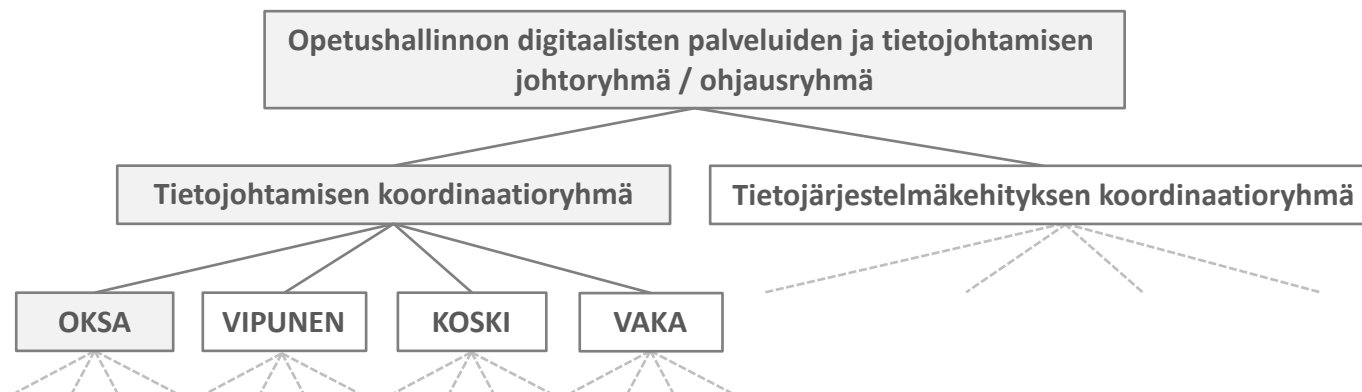 Opetushallinnon digitaalisten palveluiden ja tietojohtamisen
johtoryhmä / ohjausryhmä
Tietojohtamisen koordinaatioryhmä
Tietojärjestelmäkehityksen koordinaatioryhmä
OKSA
VIPUNEN
KOSKI
VAKA